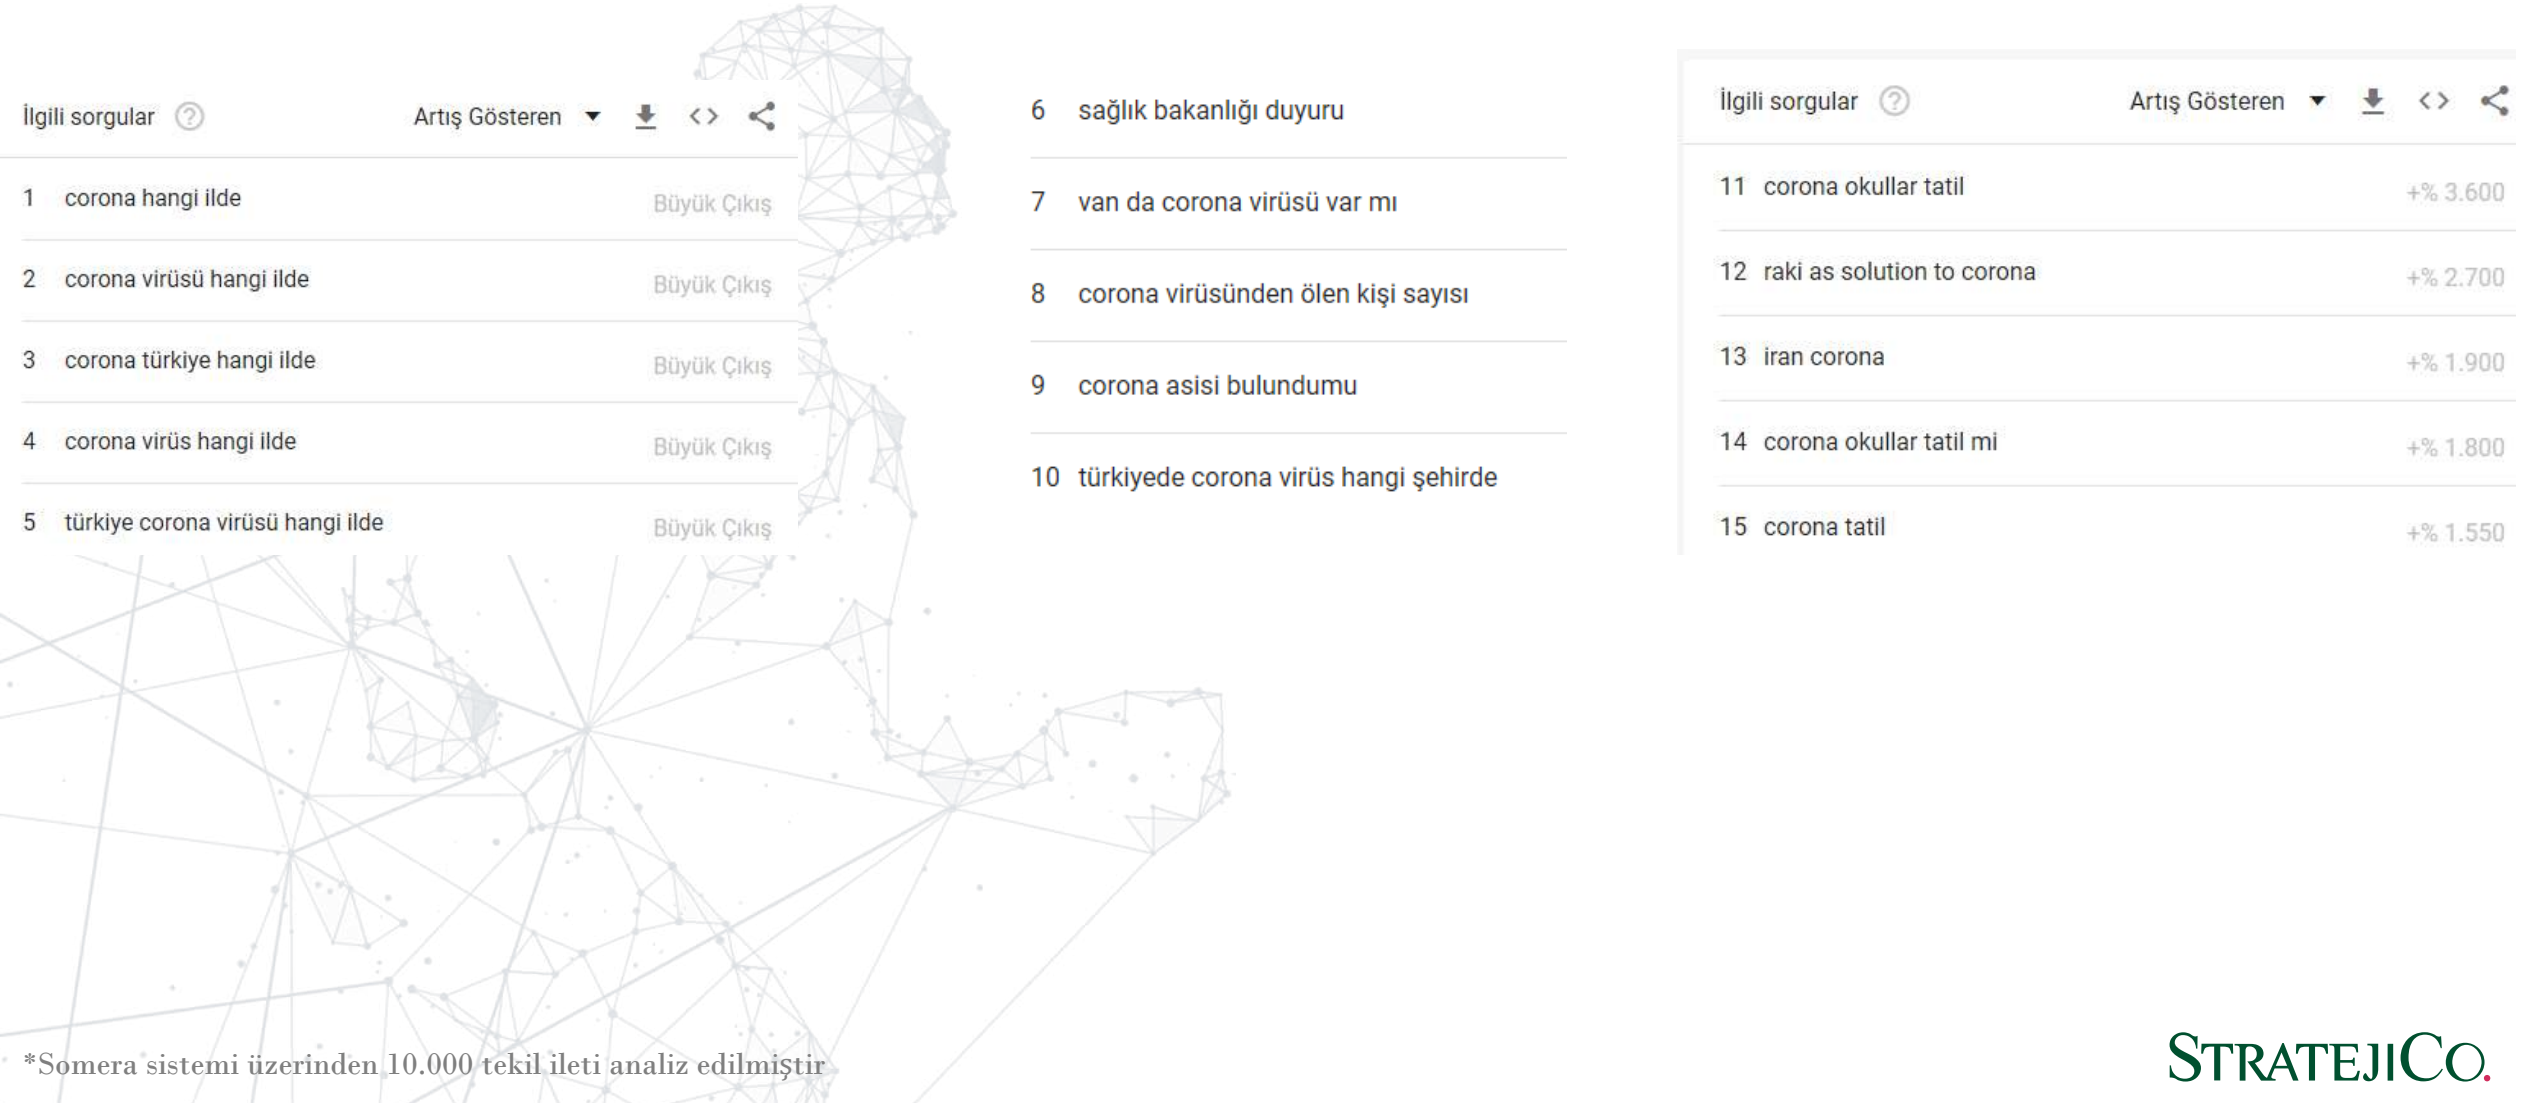 İlgili sorgular
Artış Gösteren
1 corona hangi ilde Büyük Çıkış
2 corona virüsü hangi ilde Büyük Çıkış
3 corona türkiye hangi ilde Büyük Çıkış
4 corona virüs hangi ilde Büyük Çıkış
5 türkiye corona virüsü hangi ilde Büyük Çıkış
6 sağlık bakanlığı duyuru
7 van da corona virüsü var mı
8 corona virüsünden ölen kişi sayısı
9 corona asisi bulundumu
10 türkiyede corona virüs hangi şehirde
İlgili sorgular
Artış Gösteren
11 corona okullar tatil +% 3.600
12 raki as solution to corona +% 2.700
13 iran corona +% 1.900
14 corona okullar tatil mi +% 1.800
15 corona tatil +% 1.550
*Somera sistemi üzerinden 10.000 tekil ileti analiz edilmiştir
STRATEJICO.